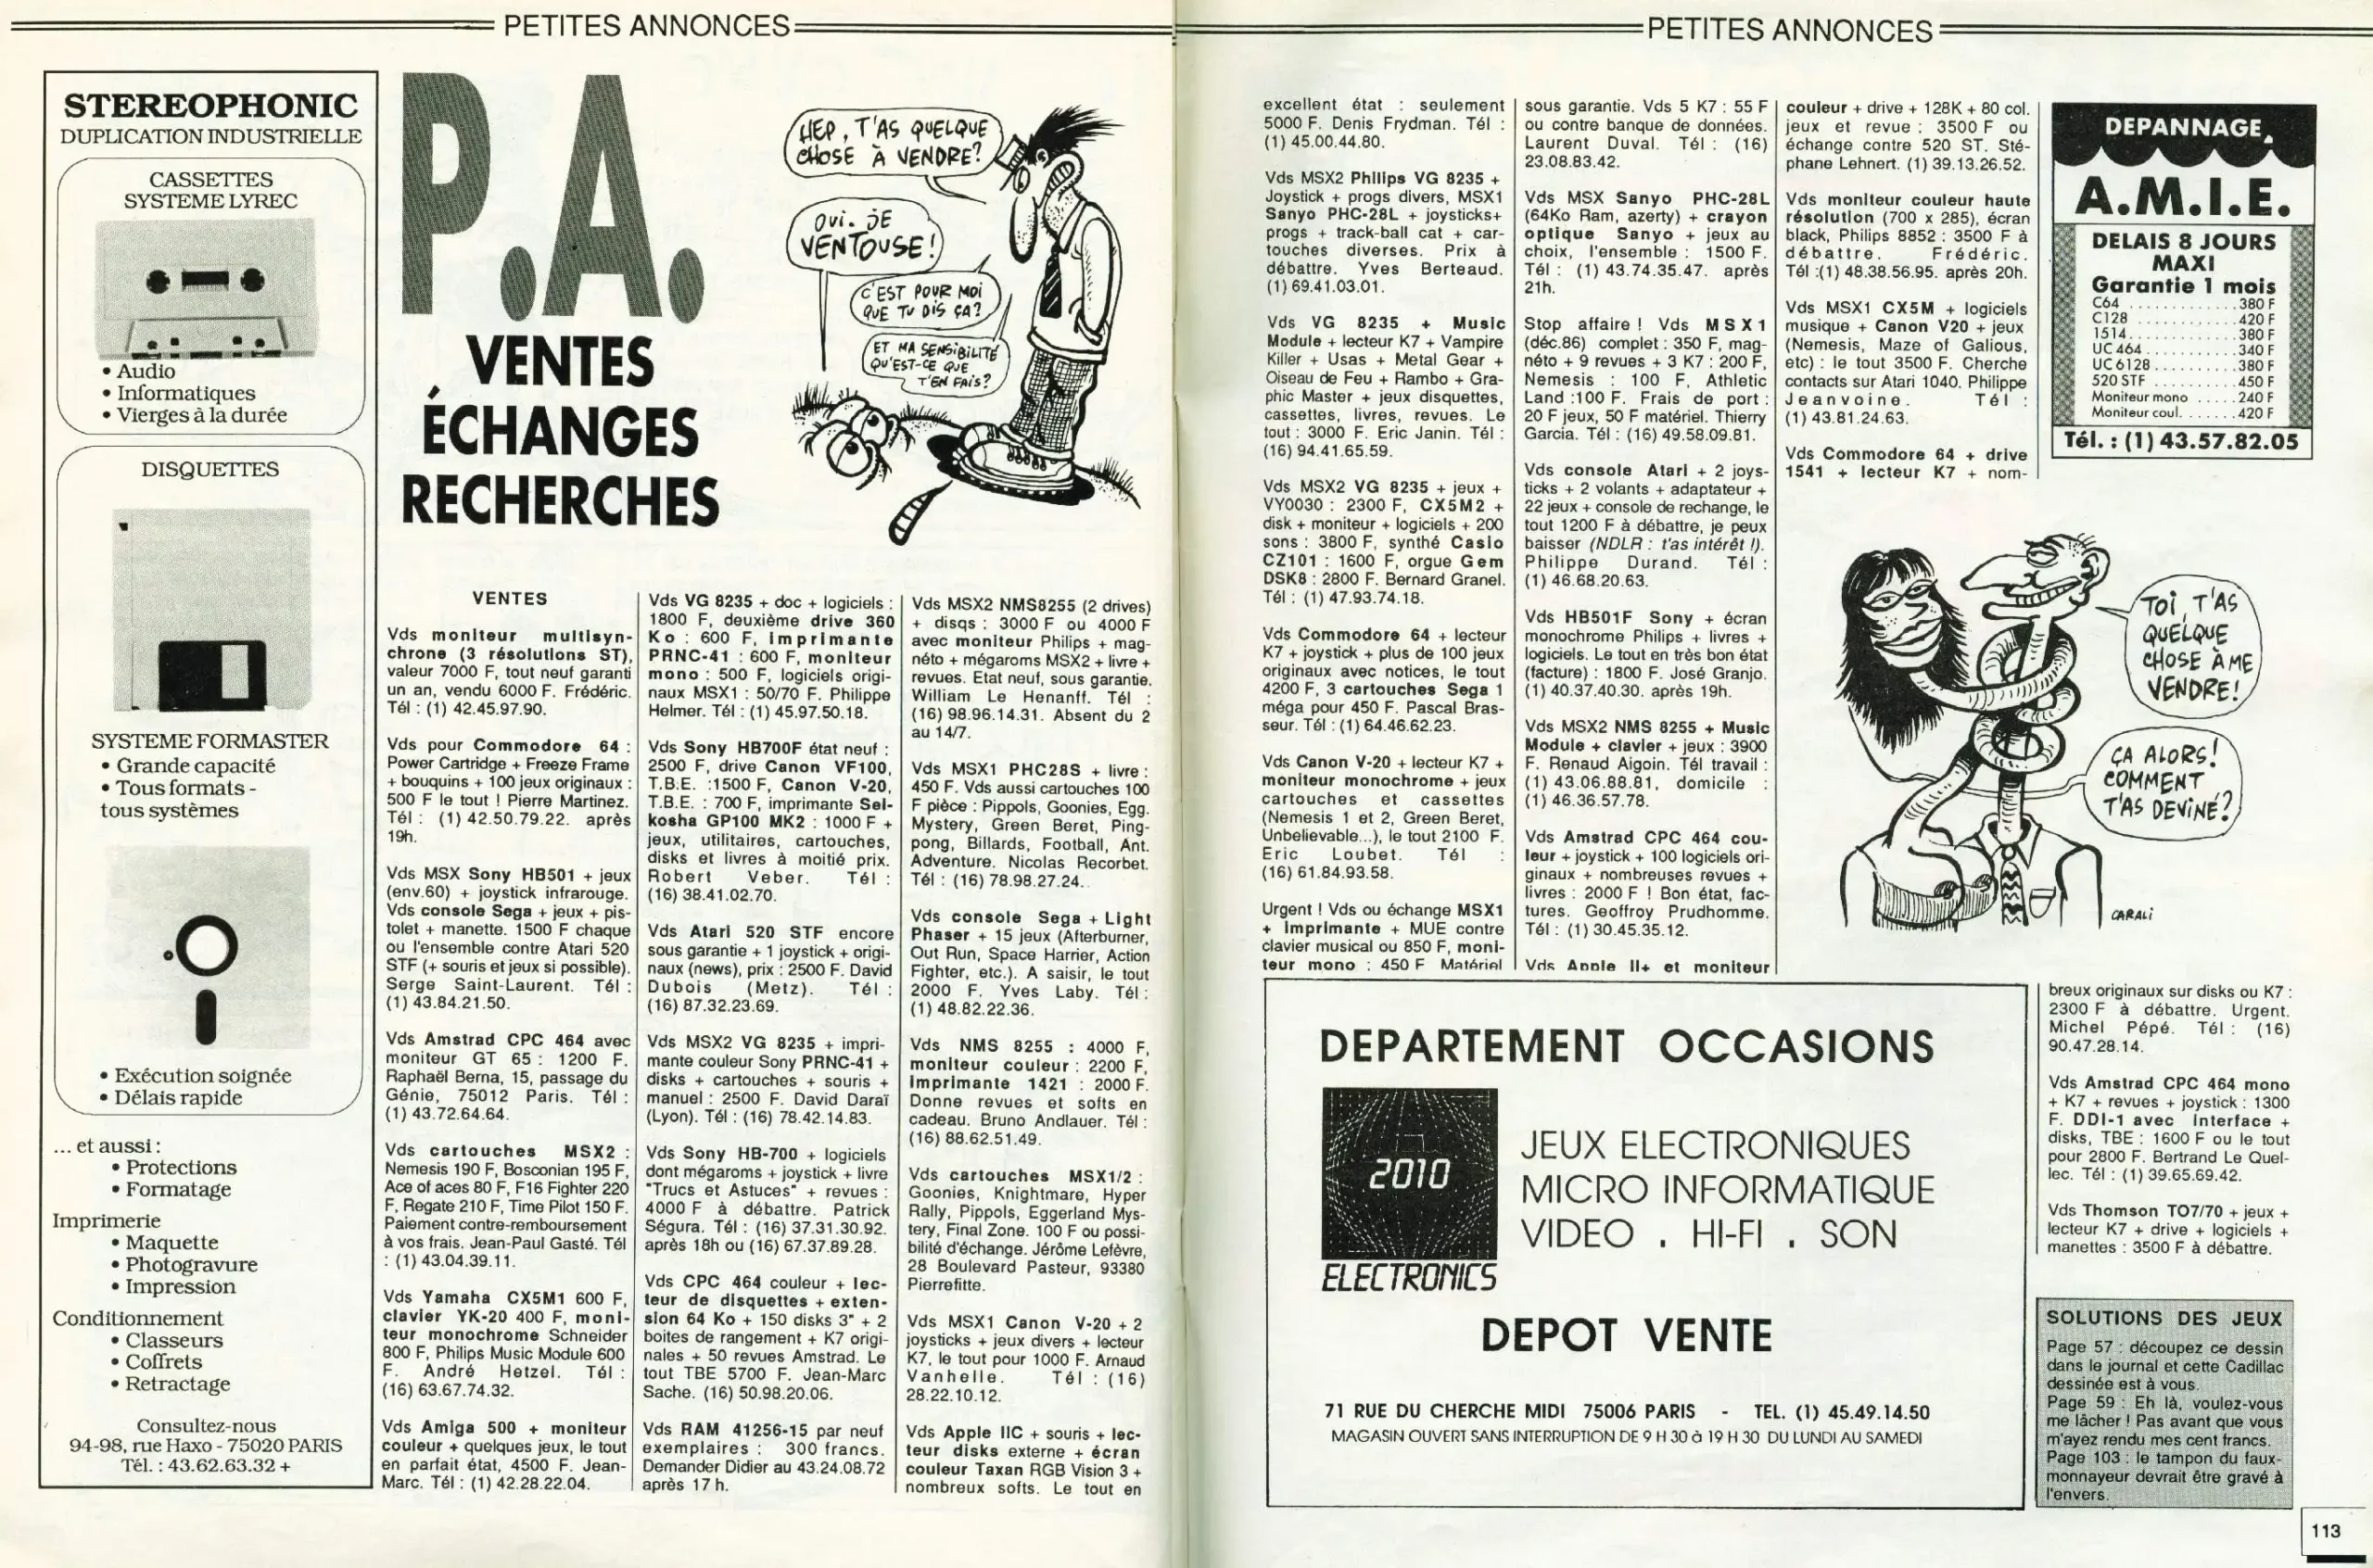 PETITES ANNONCES
STEREOPHONIC
DUPLICATION INDUSTRIELLE
CASSETTES
SYSTEME LYREC
• Audio
• Informatiques
• Vierges à la durée
DISQUETTES
SYSTEME FORMASTER
• Grande capacité
• Tous formats -
tous systèmes
• Exécution soignée
• Délais rapide
... et aussi :
• Protections
• Formatage
Imprimerie
• Maquette
• Photogravure
• Impression
Conditionnement
• Classeurs
• Coffrets
• Retractage
Consultez-nous
94-98, rue Haxo - 75020 PARIS
Tél. : 43.62.63.32 +
P.A.
VENTES
ÉCHANGES
RECHERCHES
HEP, T'AS QUELQUE
CHOSE À VENDRE?
OUI. JE
VENTOUSE!
C'EST POUR MOI
QUE TU DIS ÇA?
ET MA SENSIBILITÉ
QU'EST-CE QUE
T'EN FAIS?
VENTES
Vds moniteur multisyn-
chrone (3 résolutions ST),
valeur 7000 F, tout neuf garanti
un an, vendu 6000 F. Frédéric.
Tél : (1) 42.45.97.90.
Vds pour Commodore 64 :
Power Cartridge + Freeze Frame
+ bouquins + 100 jeux originaux :
500 F le tout ! Pierre Martinez.
Tél : (1) 42.50.79.22. après
19h.
Vds MSX Sony HB501 + jeux
(env.60) + joystick infrarouge.
Vds console Sega + jeux + pis-
tolet + manette. 1500 F chaque
ou l'ensemble contre Atari 520
STF (+ souris et jeux si possible).
Serge Saint-Laurent. Tél :
(1) 43.84.21.50.
Vds Amstrad CPC 464 avec
moniteur GT 65 : 1200 F.
Raphaël Berna, 15, passage du
Génie, 75012 Paris. Tél :
(1) 43.72.64.64.
Vds cartouches MSX2 :
Nemesis 190 F, Bosconian 195 F,
Ace of aces 80 F, F16 Fighter 220
F, Regate 210 F, Time Pilot 150 F.
Paiement contre-remboursement
à vos frais. Jean-Paul Gasté. Tél
: (1) 43.04.39.11.
Vds Yamaha CX5M1 600 F,
clavier YK-20 400 F, moni-
teur monochrome Schneider
800 F, Philips Music Module 600
F. André Hetzel. Tél :
(16) 63.67.74.32.
Vds Amiga 500 + moniteur
couleur + quelques jeux, le tout
en parfait état, 4500 F. Jean-
Marc. Tél : (1) 42.28.22.04.
Vds VG 8235 + doc + logiciels :
1800 F, deuxième drive 360
Ko : 600 F, imprimante
PRNC-41 : 600 F, moniteur
mono : 500 F, logiciels origi-
naux MSX1 : 50/70 F. Philippe
Helmer. Tél : (1) 45.97.50.18.
Vds Sony HB700F état neuf :
2500 F, drive Canon VF100,
T.B.E. :1500 F, Canon V-20,
T.B.E. : 700 F, imprimante Sei-
kosha GP100 MK2 : 1000 F +
jeux, utilitaires, cartouches,
disks et livres à moitié prix.
Robert Veber. Tél :
(16) 38.41.02.70.
Vds Atari 520 STF encore
sous garantie + 1 joystick + origi-
naux (news), prix : 2500 F. David
Dubois (Metz). Tél :
(16) 87.32.23.69.
Vds MSX2 VG 8235 + impri-
mante couleur Sony PRNC-41 +
disks + cartouches + souris +
manuel : 2500 F. David Daraï
(Lyon). Tél : (16) 78.42.14.83.
Vds Sony HB-700 + logiciels
dont mégaroms + joystick + livre
"Trucs et Astuces" + revues :
4000 F à débattre. Patrick
Ségura. Tél : (16) 37.31.30.92.
après 18h ou (16) 67.37.89.28.
Vds CPC 464 couleur + lec-
teur de disquettes + exten-
sion 64 Ko + 150 disks 3" + 2
boites de rangement + K7 origi-
nales + 50 revues Amstrad. Le
tout TBE 5700 F. Jean-Marc
Sache. (16) 50.98.20.06.
Vds RAM 41256-15 par neuf
exemplaires : 300 francs.
Demander Didier au 43.24.08.72
après 17 h.
Vds MSX2 NMS8255 (2 drives)
+ disqs : 3000 F ou 4000 F
avec moniteur Philips + mag-
néto + mégaroms MSX2 + livre +
revues. Etat neuf, sous garantie.
William Le Henanff. Tél :
(16) 98.96.14.31. Absent du 2
au 14/7.
Vds MSX1 PHC28S + livre :
450 F. Vds aussi cartouches 100
F pièce : Pippols, Goonies, Egg.
Mystery, Green Beret, Ping-
pong, Billards, Football, Ant.
Adventure. Nicolas Recorbet.
Tél : (16) 78.98.27.24.
Vds console Sega + Light
Phaser + 15 jeux (Afterburner,
Out Run, Space Harrier, Action
Fighter, etc.). A saisir, le tout
2000 F. Yves Laby. Tél :
(1) 48.82.22.36.
Vds NMS 8255 : 4000 F,
moniteur couleur : 2200 F,
imprimante 1421 : 2000 F.
Donne revues et softs en
cadeau. Bruno Andlauer. Tél :
(16) 88.62.51.49.
Vds cartouches MSX1/2 :
Goonies, Knightmare, Hyper
Rally, Pippols, Eggerland Mys-
tery, Final Zone. 100 F ou possi-
bilité d'échange. Jérôme Lefèvre,
28 Boulevard Pasteur, 93380
Pierrefitte.
Vds MSX1 Canon V-20 + 2
joysticks + jeux divers + lecteur
K7, le tout pour 1000 F. Arnaud
Vanhelle. Tél : (16)
28.22.10.12.
Vds Apple IIC + souris + lec-
teur disks externe + écran
couleur Taxan RGB Vision 3 +
nombreux softs. Le tout en
PETITES ANNONCES
excellent état : seulement
5000 F. Denis Frydman. Tél :
(1) 45.00.44.80.
Vds MSX2 Philips VG 8235 +
Joystick + progs divers, MSX1
Sanyo PHC-28L + joysticks+
progs + track-ball cat + car-
touches diverses. Prix à
débattre. Yves Berteaud.
(1) 69.41.03.01.
Vds VG 8235 + Music
Module + lecteur K7 + Vampire
Killer + Usas + Metal Gear +
Oiseau de Feu + Rambo + Gra-
phic Master + jeux disquettes,
cassettes, livres, revues. Le
tout : 3000 F. Eric Janin. Tél :
(16) 94.41.65.59.
Vds MSX2 VG 8235 + jeux +
VY0030 : 2300 F, CX5M2 +
disk + moniteur + logiciels + 200
sons : 3800 F, synthé Casio
CZ101 : 1600 F, orgue Gem
DSK8 : 2800 F. Bernard Granel.
Tél : (1) 47.93.74.18.
Vds Commodore 64 + lecteur
K7 + joystick + plus de 100 jeux
originaux avec notices, le tout
4200 F, 3 cartouches Sega 1
méga pour 450 F. Pascal Bras-
seur. Tél : (1) 64.46.62.23.
Vds Canon V-20 + lecteur K7 +
moniteur monochrome + jeux
cartouches et cassettes
(Nemesis 1 et 2, Green Beret,
Unbelievable...), le tout 2100 F.
Eric Loubet. Tél :
(16) 61.84.93.58.
Urgent ! Vds ou échange MSX1
+ imprimante + MUE contre
clavier musical ou 850 F, moni-
teur mono : 450 F Matériel
sous garantie. Vds 5 K7 : 55 F
ou contre banque de données.
Laurent Duval. Tél : (16)
23.08.83.42.
Vds MSX Sanyo PHC-28L
(64Ko Ram, azerty) + crayon
optique Sanyo + jeux au
choix, l'ensemble : 1500 F.
Tél : (1) 43.74.35.47. après
21h.
Stop affaire ! Vds MSX1
(déc.86) complet : 350 F, mag-
néto + 9 revues + 3 K7 : 200 F,
Nemesis : 100 F, Athletic
Land :100 F. Frais de port :
20 F jeux, 50 F matériel. Thierry
Garcia. Tél : (16) 49.58.09.81.
Vds console Atari + 2 joys-
ticks + 2 volants + adaptateur +
22 jeux + console de rechange, le
tout 1200 F à débattre, je peux
baisser (NDLR : t'as intérêt !).
Philippe Durand. Tél :
(1) 46.68.20.63.
Vds HB501F Sony + écran
monochrome Philips + livres +
logiciels. Le tout en très bon état
(facture) : 1800 F. José Granjo.
(1) 40.37.40.30. après 19h.
Vds MSX2 NMS 8255 + Music
Module + clavier + jeux : 3900
F. Renaud Aigoin. Tél travail :
(1) 43.06.88.81, domicile :
(1) 46.36.57.78.
Vds Amstrad CPC 464 cou-
leur + joystick + 100 logiciels ori-
ginaux + nombreuses revues +
livres : 2000 F ! Bon état, fac-
tures. Geoffroy Prudhomme.
Tél : (1) 30.45.35.12.
Vds Apple II+ et moniteur
couleur + drive + 128K + 80 col.
jeux et revue : 3500 F ou
échange contre 520 ST. Sté-
phane Lehnert. (1) 39.13.26.52.
Vds moniteur couleur haute
résolution (700 x 285), écran
black, Philips 8852 : 3500 F à
débattre. Frédéric.
Tél :(1) 48.38.56.95. après 20h.
Vds MSX1 CX5M + logiciels
musique + Canon V20 + jeux
(Nemesis, Maze of Galious,
etc) : le tout 3500 F. Cherche
contacts sur Atari 1040. Philippe
Jeanvoine. Tél :
(1) 43.81.24.63.
Vds Commodore 64 + drive
1541 + lecteur K7 + nom-
DEPANNAGE
A.M.I.E.
DELAIS 8 JOURS
MAXI
Garantie 1 mois
C64 ............380 F
C128 ...........420 F
1514............380 F
UC 464..........340 F
UC 6128.........380 F
520 STF .........450 F
Moniteur mono .....240 F
Moniteur coul. ......420 F
Tél. : (1) 43.57.82.05
TOI, T'AS
QUELQUE
CHOSE À ME
VENDRE!
ÇA ALORS!
COMMENT
T'AS DEVINÉ?
CARALI
breux originaux sur disks ou K7 :
2300 F à débattre. Urgent.
Michel Pépé. Tél : (16)
90.47.28.14.
Vds Amstrad CPC 464 mono
+ K7 + revues + joystick : 1300
F. DDI-1 avec interface +
disks, TBE : 1600 F ou le tout
pour 2800 F. Bertrand Le Quel-
lec. Tél : (1) 39.65.69.42.
Vds Thomson TO7/70 + jeux +
lecteur K7 + drive + logiciels +
manettes : 3500 F à débattre.
DEPARTEMENT OCCASIONS
2010
ELECTRONICS
JEUX ELECTRONIQUES
MICRO INFORMATIQUE
VIDEO . HI-FI . SON
DEPOT VENTE
71 RUE DU CHERCHE MIDI 75006 PARIS - TEL. (1) 45.49.14.50
MAGASIN OUVERT SANS INTERRUPTION DE 9 H 30 à 19 H 30 DU LUNDI AU SAMEDI
SOLUTIONS DES JEUX
Page 57 : découpez ce dessin
dans le journal et cette Cadillac
dessinée est à vous.
Page 59 : Eh là, voulez-vous
me lâcher ! Pas avant que vous
m'ayez rendu mes cent francs.
Page 103 : le tampon du faux-
monnayeur devrait être gravé à
l'envers.
113